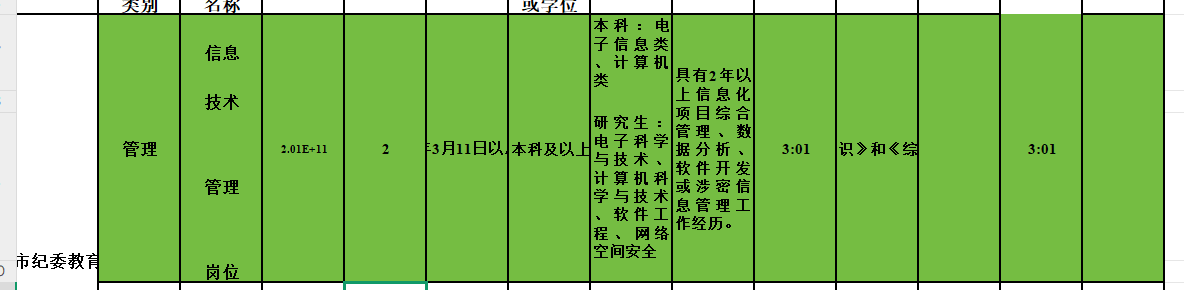 类别
名称
或学位
市纪委教育
管理
信息
技术
管理
岗位
2.01E+11
2
年3月11日以
本科及以上
本科：电
子信息类
、计算机
类
研究生：
电子科学
与技术、
计算机科
学与技术
、软件工
程、网络
空间安全
具有2年以
上信息化
项目综合
管理、数
据分析、
软件开发
或涉密信
息管理工
作经历。
3:01
识》和《综
3:01